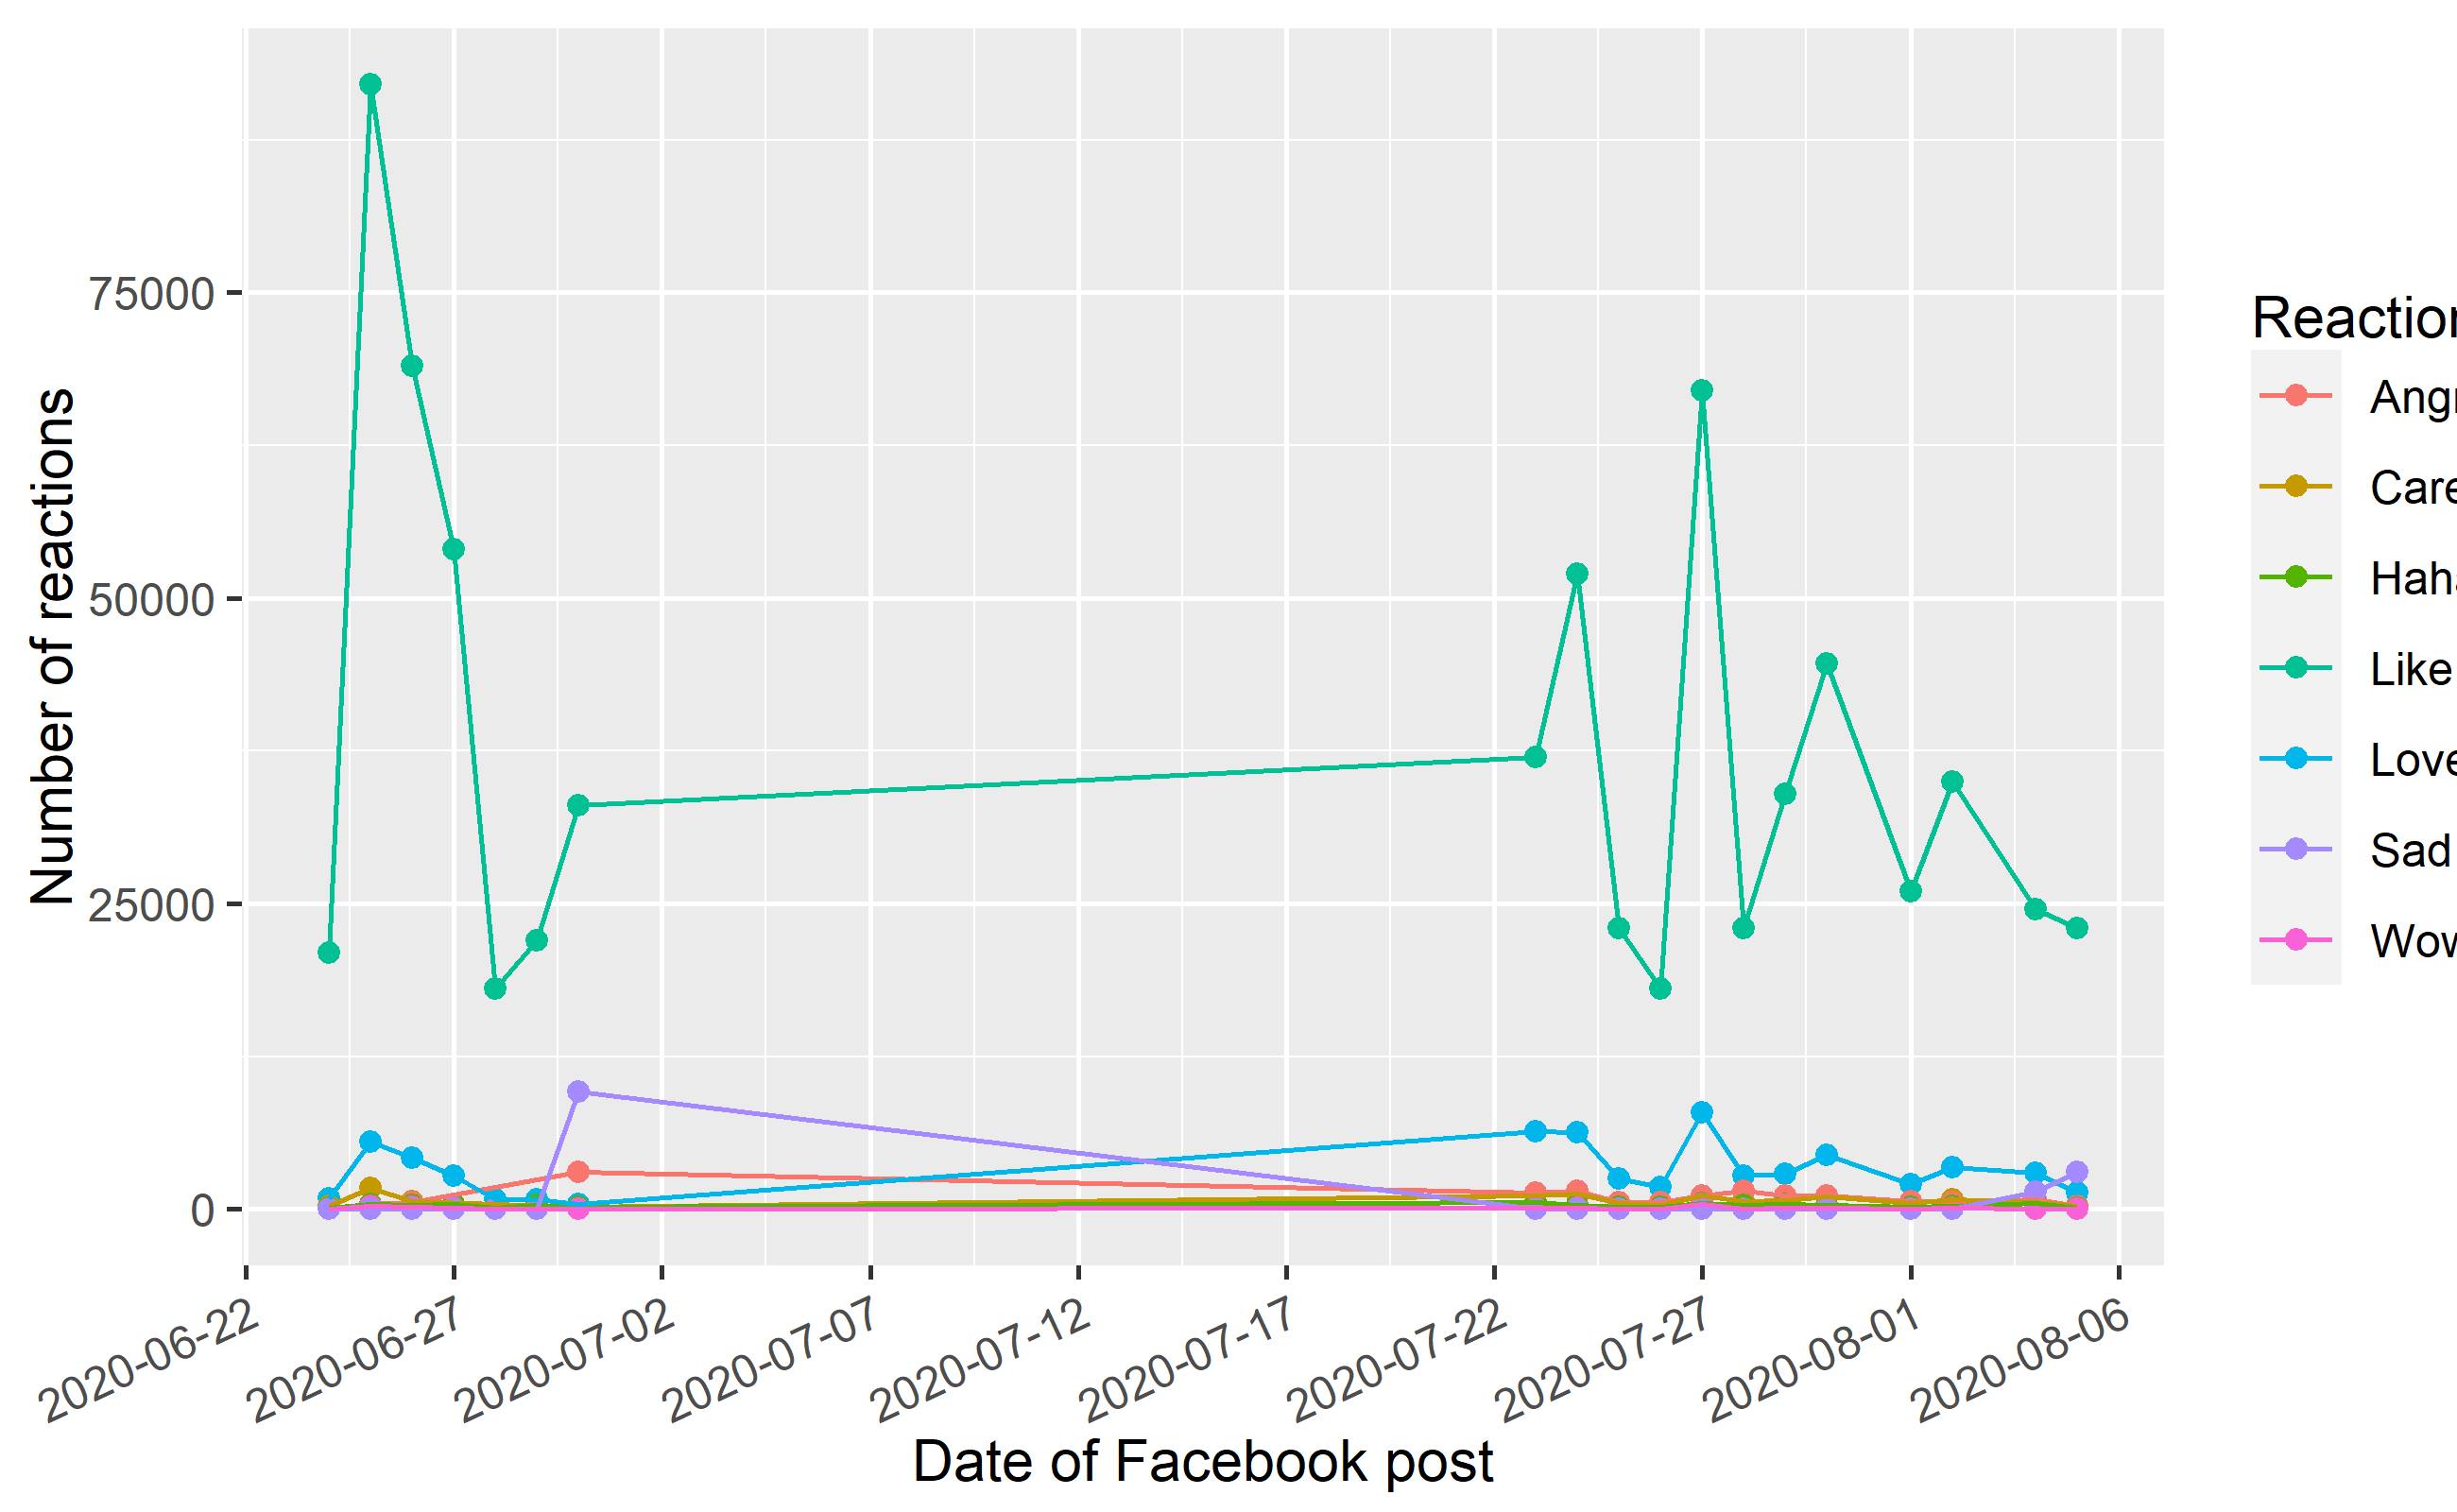 Number of reactions
75000
50000
25000
0
2020-06-22
2020-06-27
2020-07-02
2020-07-07
2020-07-12
2020-07-17
2020-07-22
2020-07-27
2020-08-01
2020-08-06
Date of Facebook post
Reaction
Angr
Care
Haha
Like
Love
Sad
Wow